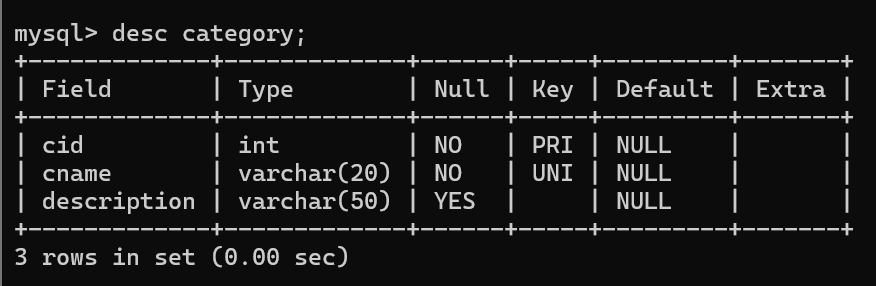 mysql> desc category;
+-------------+-------------+------+-----+---------+-------+
| Field       | Type        | Null | Key | Default | Extra |
+-------------+-------------+------+-----+---------+-------+
| cid         | int         | NO   | PRI | NULL    |       |
| cname       | varchar(20) | NO   | UNI | NULL    |       |
| description | varchar(50) | YES  |     | NULL    |       |
+-------------+-------------+------+-----+---------+-------+
3 rows in set (0.00 sec)